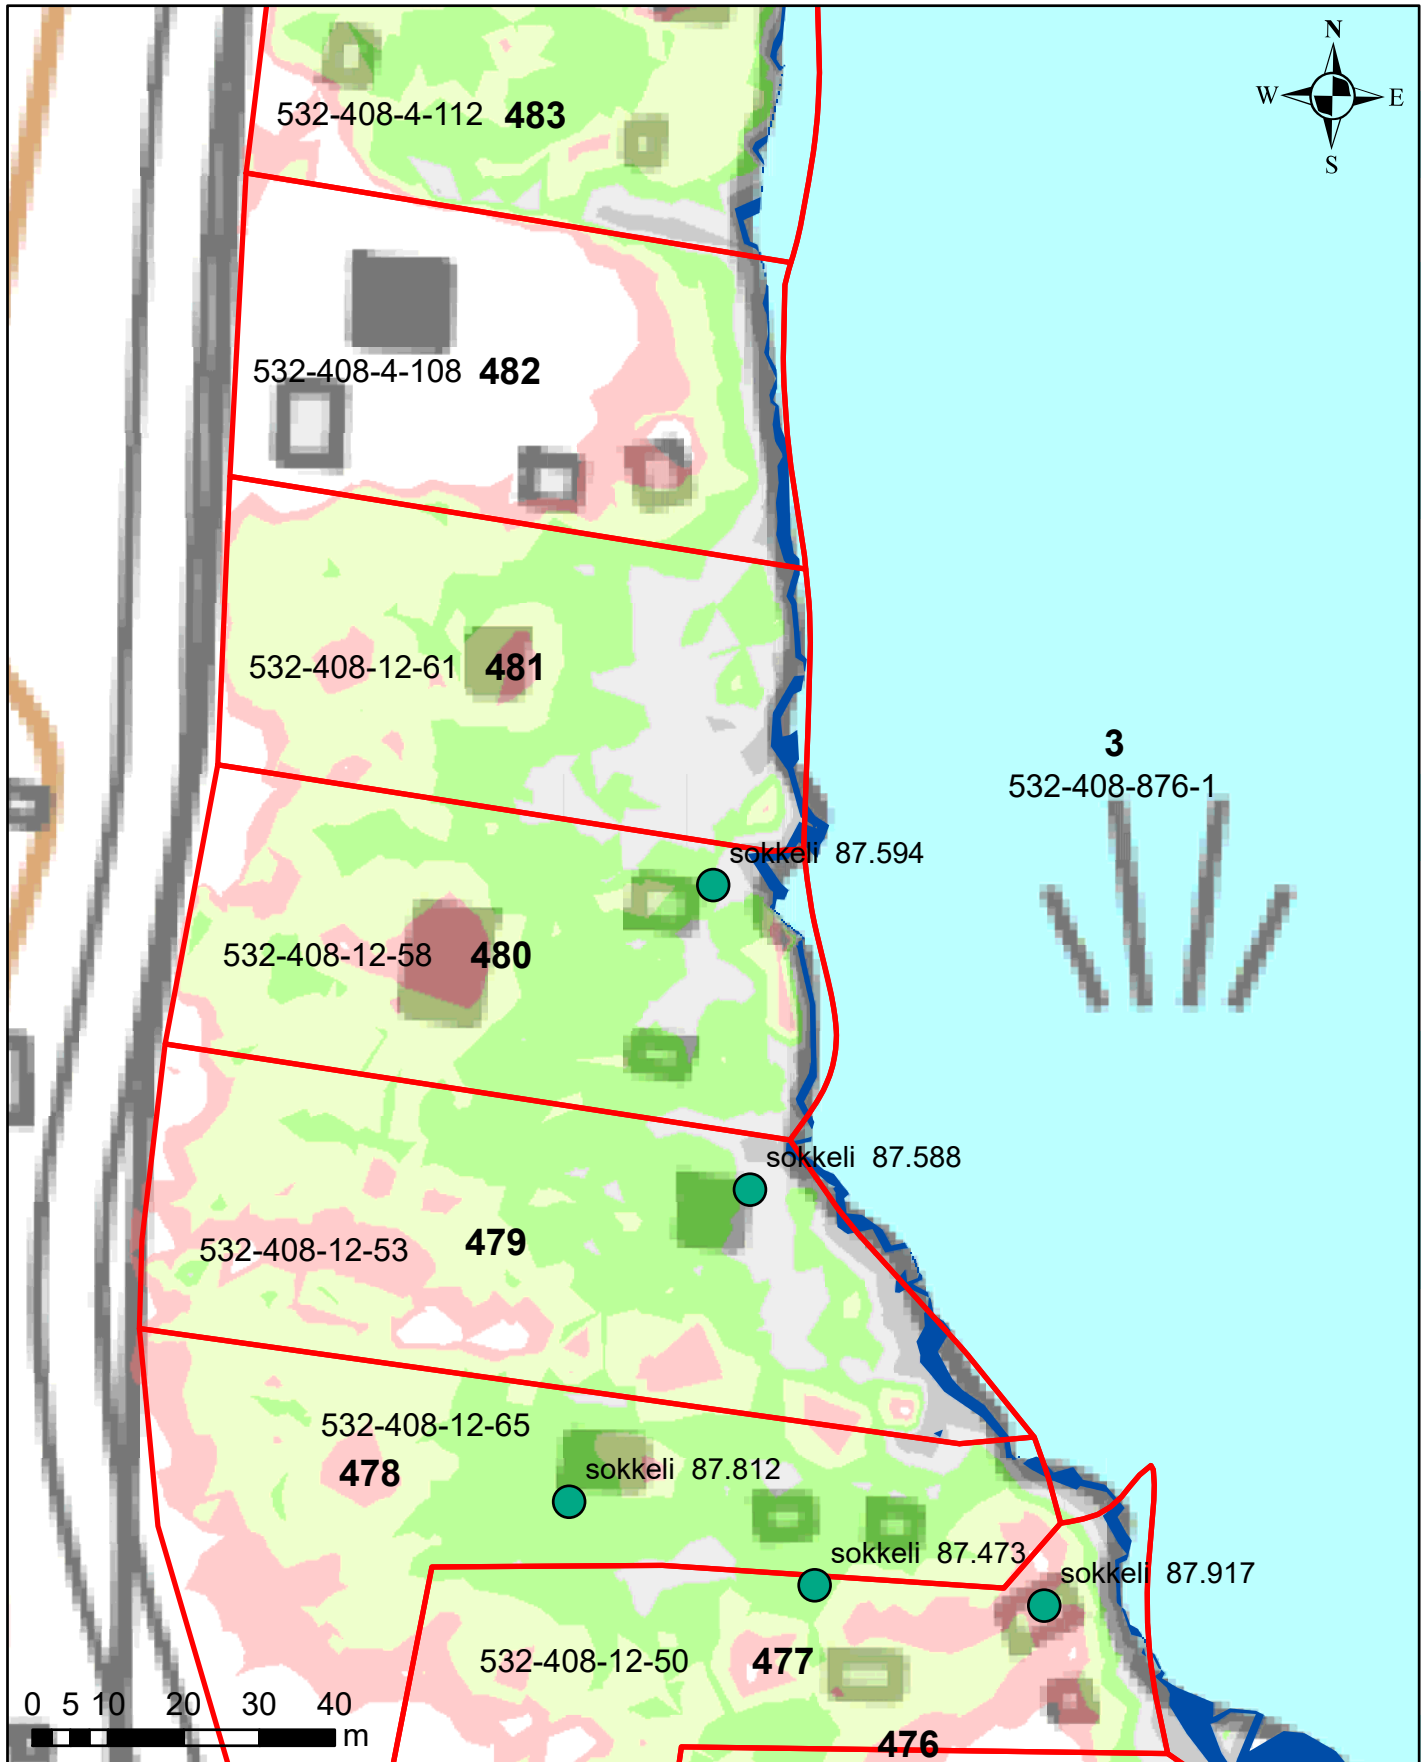 N
W E
S
532-408-4-112 483
532-408-4-108 482
532-408-12-61 481
3
532-408-876-1
sokkeli 87.594
532-408-12-58 480
sokkeli 87.588
532-408-12-53 479
532-408-12-65
478
sokkeli 87.812
sokkeli 87.473
sokkeli 87.917
532-408-12-50 477
0 5 10 20 30 40
m
476